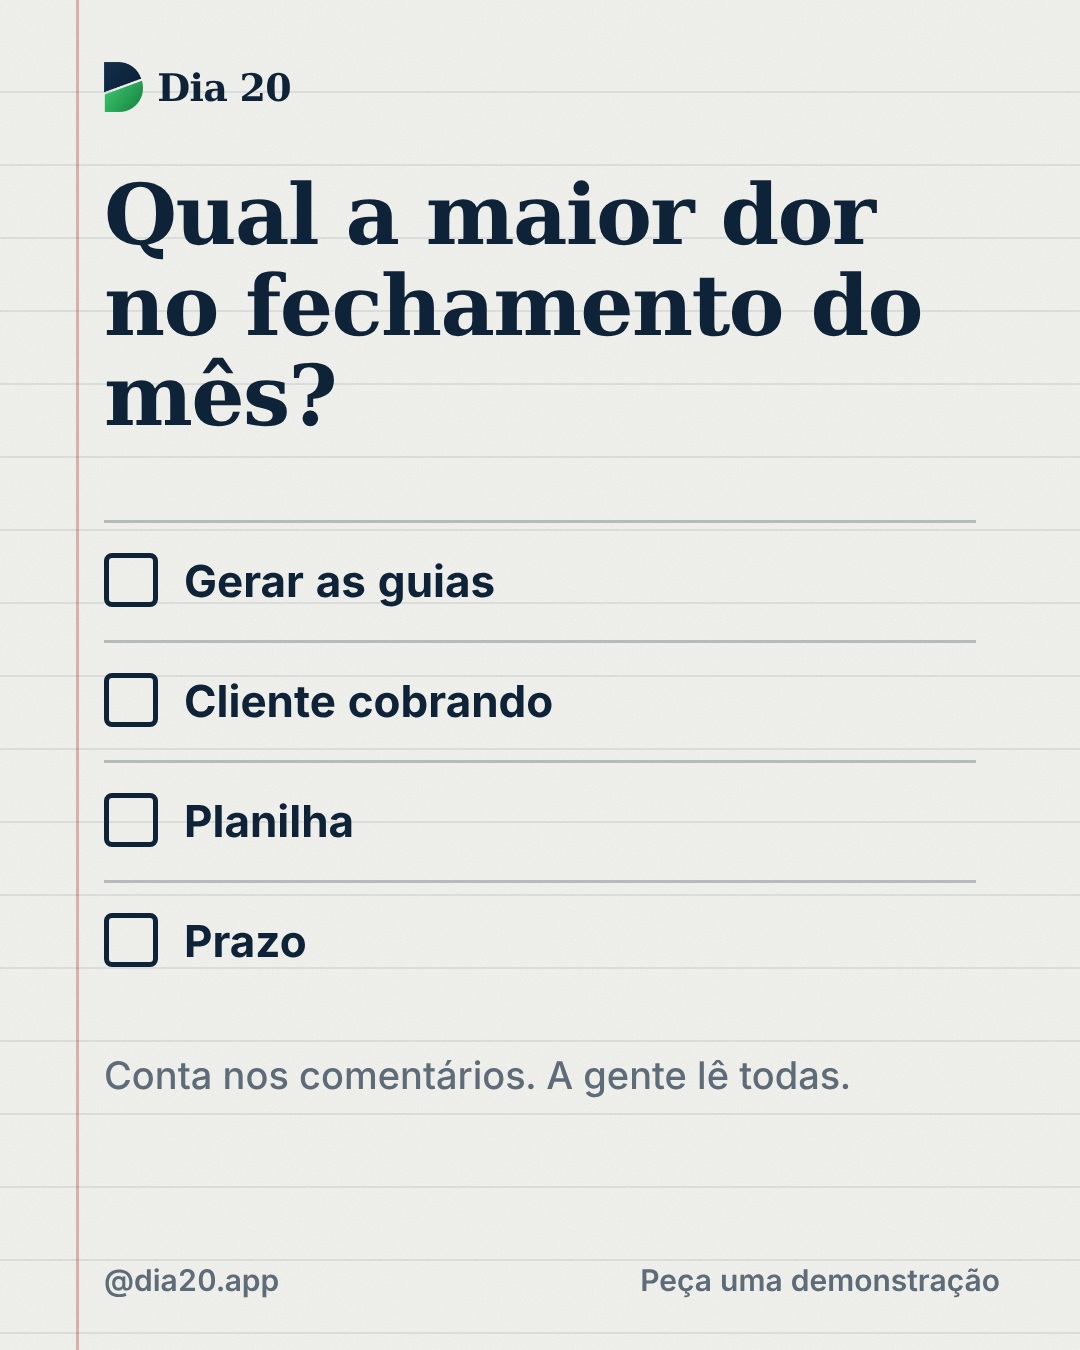 Dia 20
Qual a maior dor
no fechamento do
mês?
Gerar as guias
Cliente cobrando
Planilha
Prazo
Conta nos comentários. A gente lê todas.
@dia20.app
Peça uma demonstração